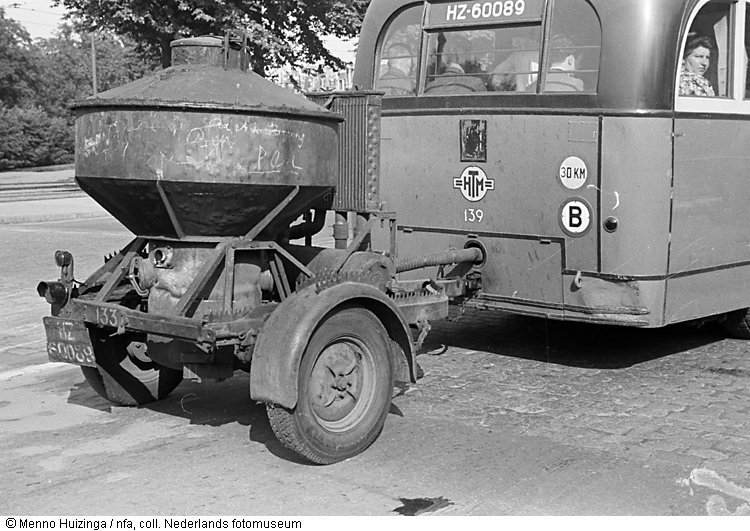 HZ-60089
30 KM
HTM
139
B
133
HZ
60089
© Menno Huizinga / nfa, coll. Nederlands fotomuseum